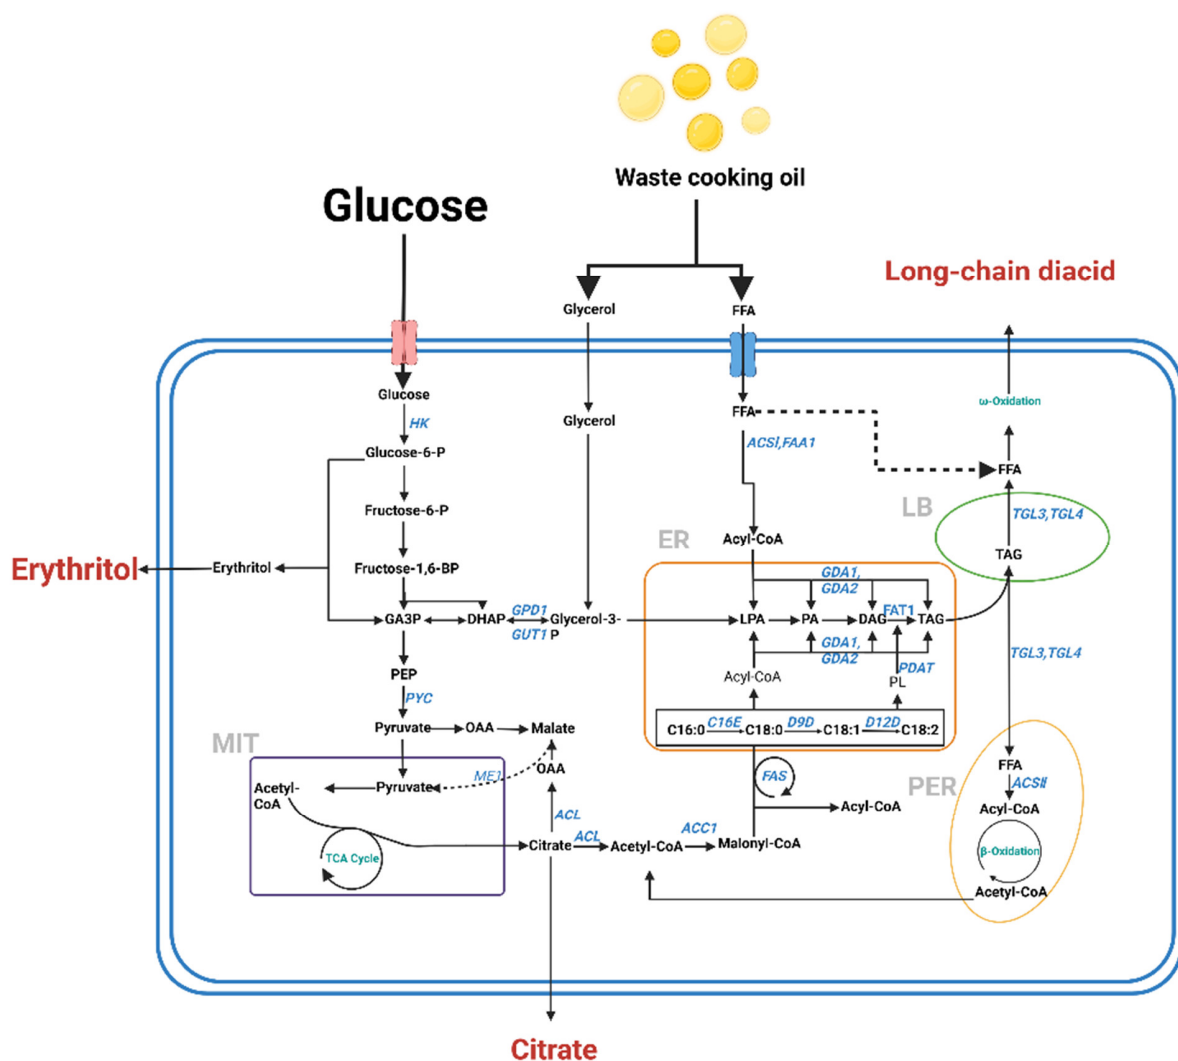 Waste cooking oil
Glucose
Long-chain diacid
Glycerol
FFA
Glucose
ω-Oxidation
Glycerol
FFA
HK
ACSl,FAA1
Glucose-6-P
FFA
LB
Fructose-6-P
TGL3,TGL4
ER
Acyl-CoA
TAG
Erythritol
Erythritol
Fructose-1,6-BP
GDA1,
GDA2
GPD1
FAT1
GA3P
DHAP
Glycerol-3-
P
LPA
PA
DAG
TAG
GUT1
GDA1,
GDA2
TGL3,TGL4
PDAT
PEP
Acyl-CoA
PL
PYC
C16:0
C16E
C18:0
D9D
C18:1
D12D
C18:2
Pyruvate
OAA
Malate
MIT
OAA
FFA
ME1
FAS
PER
ACSll
Acetyl-
CoA
Pyruvate
Acyl-CoA
Acyl-CoA
ACL
ACL
ACC1
Citrate
Acetyl-CoA
Malonyl-CoA
TCA Cycle
β-Oxidation
Acetyl-CoA
Citrate